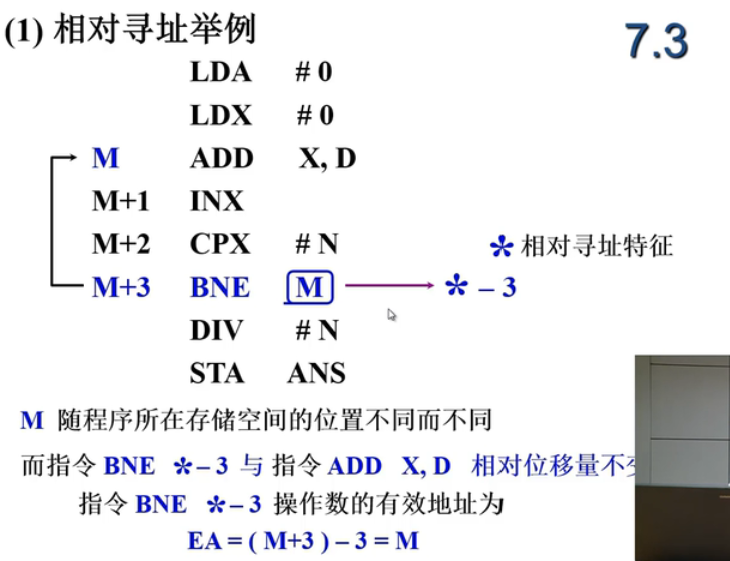 (1) 相对寻址举例
7.3
LDA # 0
LDX # 0
M ADD X, D
M+1 INX
M+2 CPX # N
* 相对寻址特征
M+3 BNE M * – 3
DIV # N
STA ANS
M 随程序所在存储空间的位置不同而不同
而指令 BNE * – 3 与 指令 ADD X, D 相对位移量不
指令 BNE * – 3 操作数的有效地址为
EA = ( M+3 ) – 3 = M